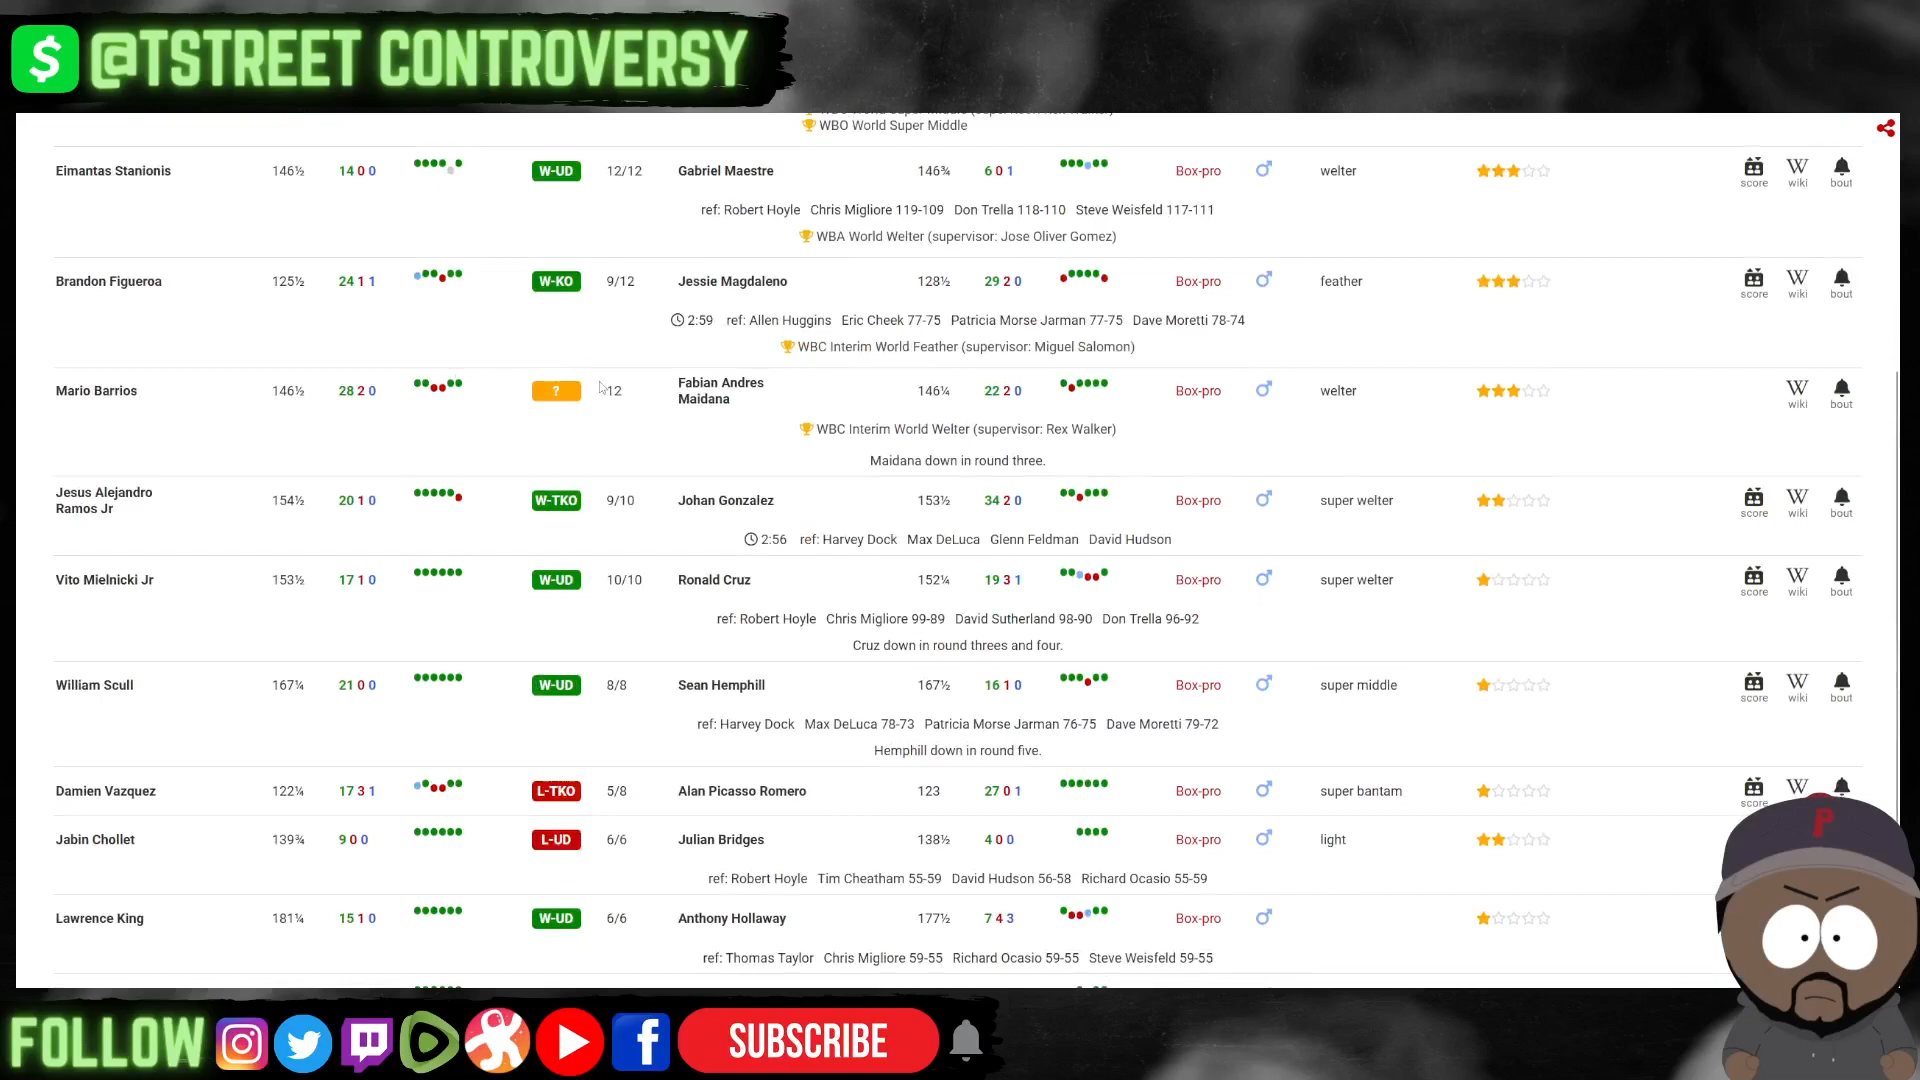 $ @TSTREET CONTROVERSY
WBO World Super Middle
Eimantas Stanionis 146½ 14 0 0 W-UD 12/12 Gabriel Maestre 146¾ 6 0 1 Box-pro welter score wiki bout
ref: Robert Hoyle Chris Migliore 119-109 Don Trella 118-110 Steve Weisfeld 117-111
WBA World Welter (supervisor: Jose Oliver Gomez)
Brandon Figueroa 125½ 24 1 1 W-KO 9/12 Jessie Magdaleno 128½ 29 2 0 Box-pro feather score wiki bout
2:59 ref: Allen Huggins Eric Cheek 77-75 Patricia Morse Jarman 77-75 Dave Moretti 78-74
WBC Interim World Feather (supervisor: Miguel Salomon)
Mario Barrios 146½ 28 2 0 ? 12 Fabian Andres Maidana 146¼ 22 2 0 Box-pro welter wiki bout
WBC Interim World Welter (supervisor: Rex Walker)
Maidana down in round three.
Jesus Alejandro Ramos Jr 154½ 20 1 0 W-TKO 9/10 Johan Gonzalez 153½ 34 2 0 Box-pro super welter score wiki bout
2:56 ref: Harvey Dock Max DeLuca Glenn Feldman David Hudson
Vito Mielnicki Jr 153½ 17 1 0 W-UD 10/10 Ronald Cruz 152¼ 19 3 1 Box-pro super welter score wiki bout
ref: Robert Hoyle Chris Migliore 99-89 David Sutherland 98-90 Don Trella 96-92
Cruz down in round threes and four.
William Scull 167¼ 21 0 0 W-UD 8/8 Sean Hemphill 167½ 16 1 0 Box-pro super middle score wiki bout
ref: Harvey Dock Max DeLuca 78-73 Patricia Morse Jarman 76-75 Dave Moretti 79-72
Hemphill down in round five.
Damien Vazquez 122¼ 17 3 1 L-TKO 5/8 Alan Picasso Romero 123 27 0 1 Box-pro super bantam score
Jabin Chollet 139¾ 9 0 0 L-UD 6/6 Julian Bridges 138½ 4 0 0 Box-pro light
ref: Robert Hoyle Tim Cheatham 55-59 David Hudson 56-58 Richard Ocasio 55-59
Lawrence King 181¼ 15 1 0 W-UD 6/6 Anthony Hollaway 177½ 7 4 3 Box-pro
ref: Thomas Taylor Chris Migliore 59-55 Richard Ocasio 59-55 Steve Weisfeld 59-55
P
FOLLOW SUBSCRIBE